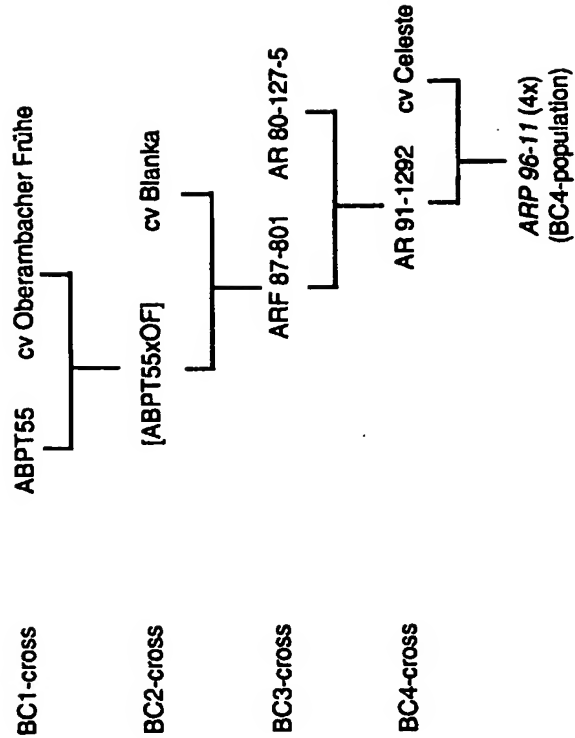 BC1-cross ABPT55 cv Oberarnbacher Frühe
BC2-cross [ABPT55xOF] cv Blanka
BC3-cross ARF 87-801 AR 80-127-5
BC4-cross AR 91-1292 cv Celeste
ARP 96-11 (4x)
(BC4-population)